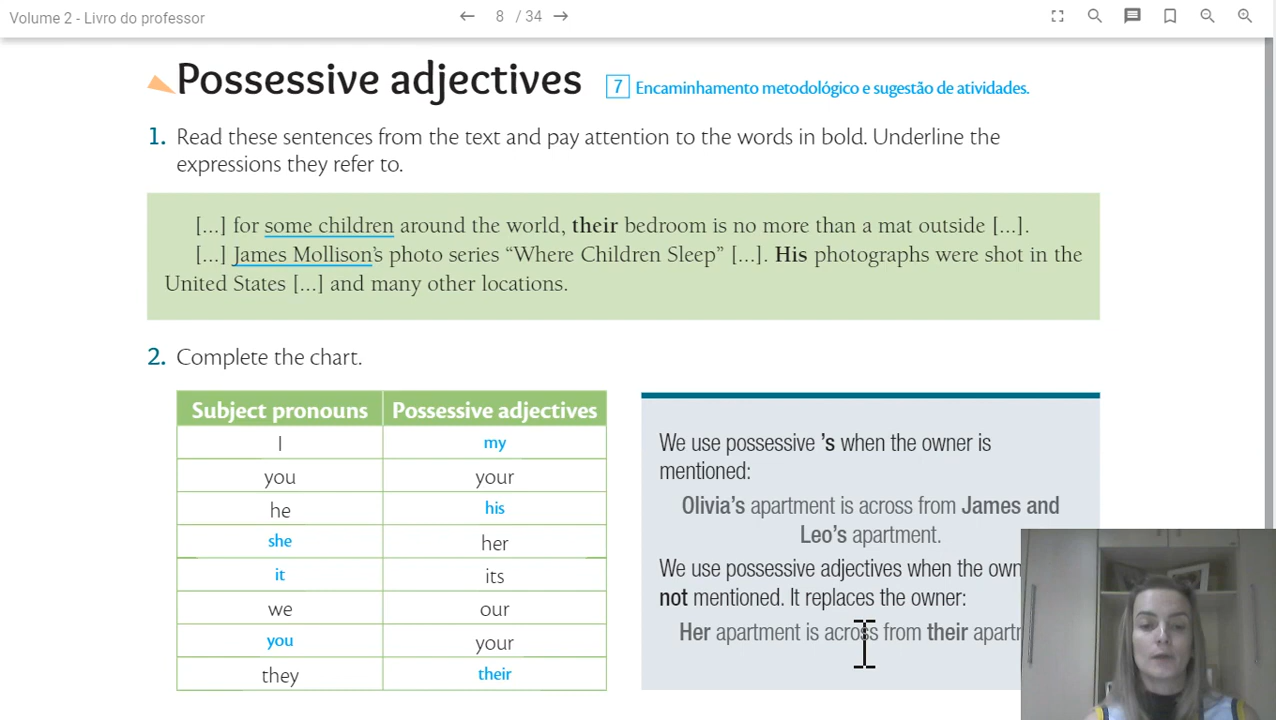 Volume 2 - Livro do professor
8 / 34
Possessive adjectives 7 Encaminhamento metodológico e sugestão de atividades.
1. Read these sentences from the text and pay attention to the words in bold. Underline the
expressions they refer to.
[...] for some children around the world, their bedroom is no more than a mat outside [...].
[...] James Mollison's photo series “Where Children Sleep” [...]. His photographs were shot in the
United States [...] and many other locations.
2. Complete the chart.
Subject pronouns Possessive adjectives
I my
you your
he his
she her
it its
we our
you your
they their
We use possessive ’s when the owner is
mentioned:
Olivia’s apartment is across from James and
Leo’s apartment.
We use possessive adjectives when the
not mentioned. It replaces the owner:
Her apartment is across from their